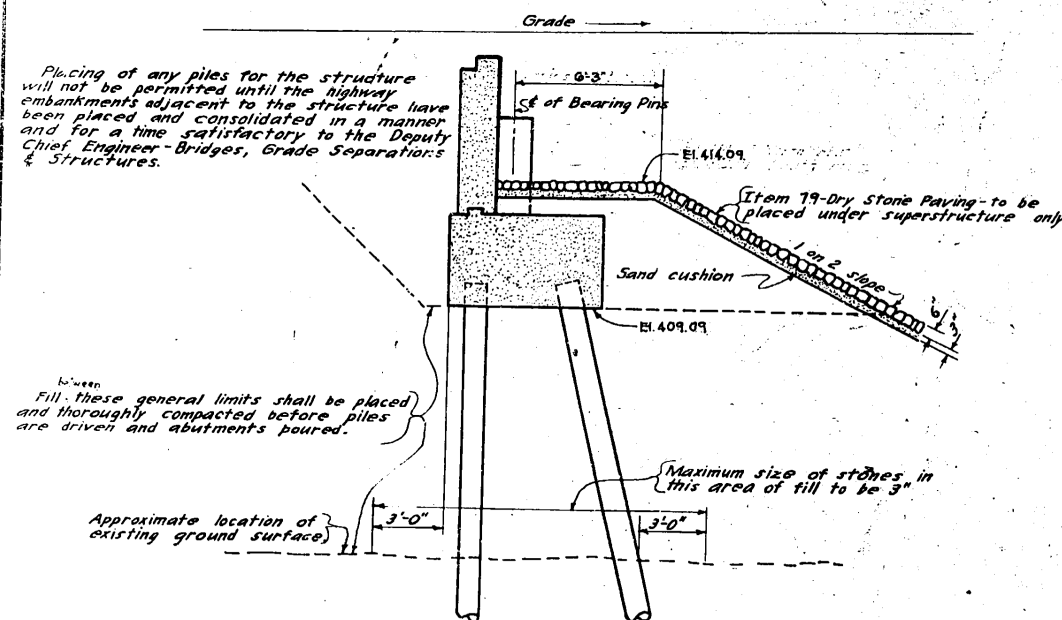 Grade
Placing of any piles for the structure
will not be permitted until the highway
embankments adjacent to the structure have
been placed and consolidated in a manner
and for a time satisfactory to the Deputy
Chief Engineer-Bridges, Grade Separations
& Structures.
6'-3"
℄ of Bearing Pins
El. 414.09
Item 79-Dry Stone Paving-to be
placed under superstructure only
1 on 2 slope
Sand cushion
6"
3"
El. 409.09
between
Fill these general limits shall be placed
and thoroughly compacted before piles
are driven and abutments poured.
Maximum size of stones in
this area of fill to be 3"
Approximate location of
existing ground surface
3'-0"
3'-0"